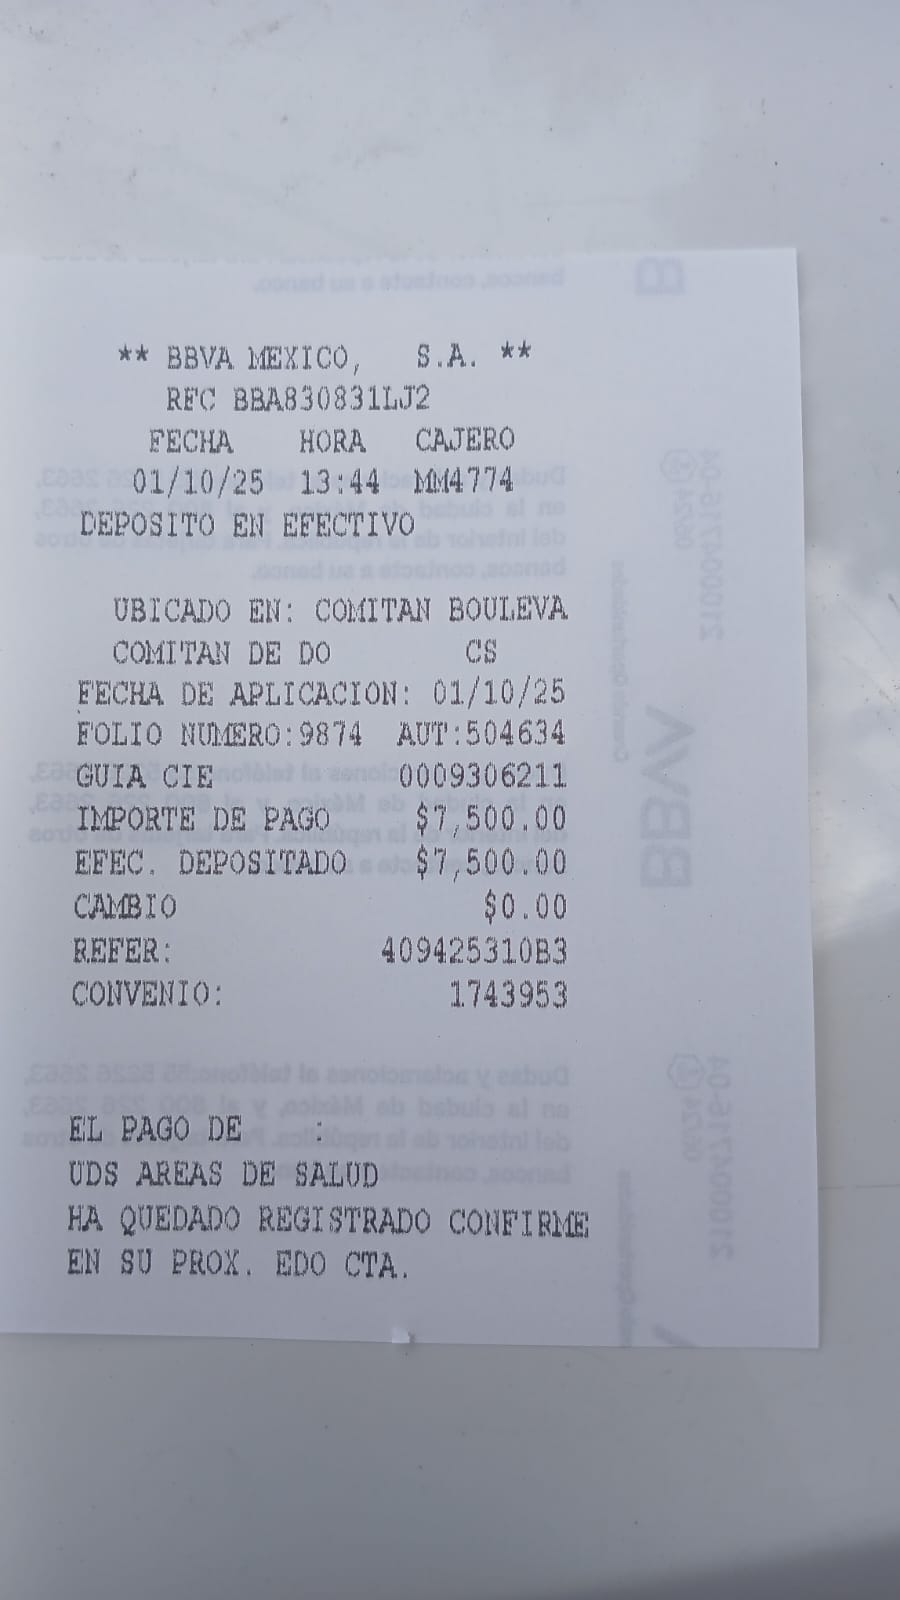 ** BBVA MEXICO, S.A. **
RFC BBA830831LJ2
FECHA HORA CAJERO
01/10/25 13:44 MM4774
DEPOSITO EN EFECTIVO
UBICADO EN: COMITAN BOULEVA
COMITAN DE DO CS
FECHA DE APLICACION: 01/10/25
FOLIO NUMERO:9874 AUT:504634
GUIA CIE 0009306211
IMPORTE DE PAGO $7,500.00
EFEC. DEPOSITADO $7,500.00
CAMBIO $0.00
REFER: 409425310B3
CONVENIO: 1743953
EL PAGO DE :
UDS AREAS DE SALUD
HA QUEDADO REGISTRADO CONFIRME
EN SU PROX. EDO CTA.
BBVA